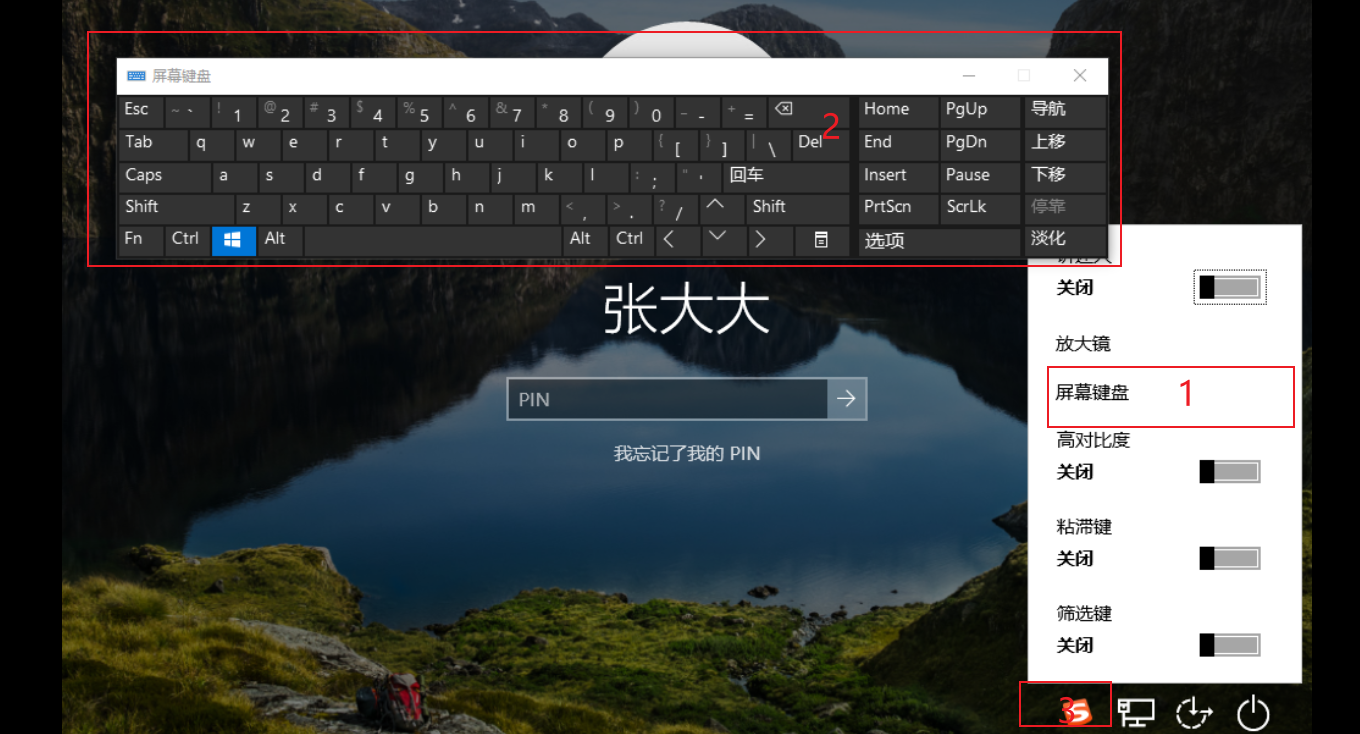 屏幕键盘
Esc ~ ` ! 1 @ 2 # 3 $ 4 % 5 ^ 6 & 7 * 8 ( 9 ) 0 _ - + = Home PgUp 导航
2
Tab q w e r t y u i o p { [ } ] | \ Del End PgDn 上移
Caps a s d f g h j k l : ; " ' 回车 Insert Pause 下移
Shift z x c v b n m < , > . ? / ^ Shift PrtScn ScrLk 停靠
Fn Ctrl Alt Alt Ctrl 选项 淡化
讲述人
关闭
张大大
放大镜
PIN
屏幕键盘 1
高对比度
我忘记了我的 PIN
关闭
粘滞键
关闭
筛选键
关闭
3